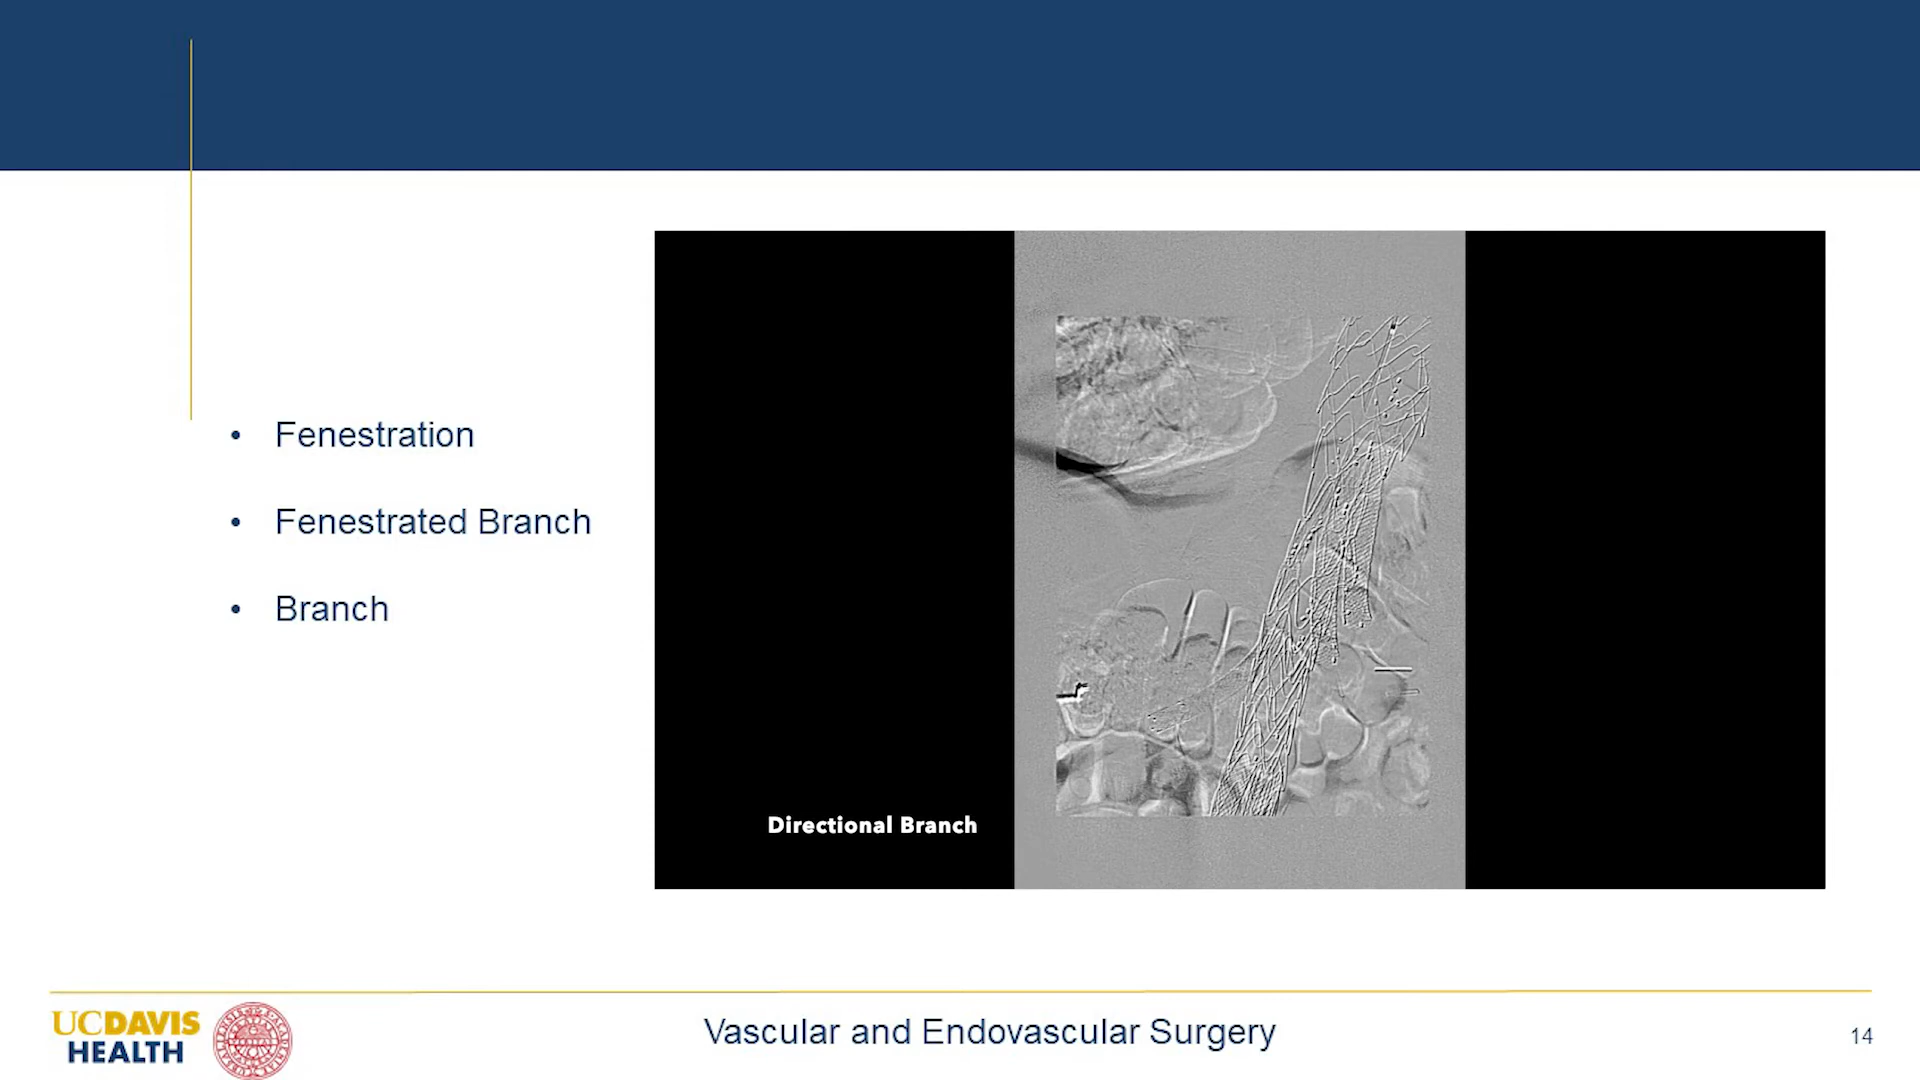 • Fenestration
• Fenestrated Branch
• Branch
Directional Branch
UCDAVIS
HEALTH
Vascular and Endovascular Surgery
14